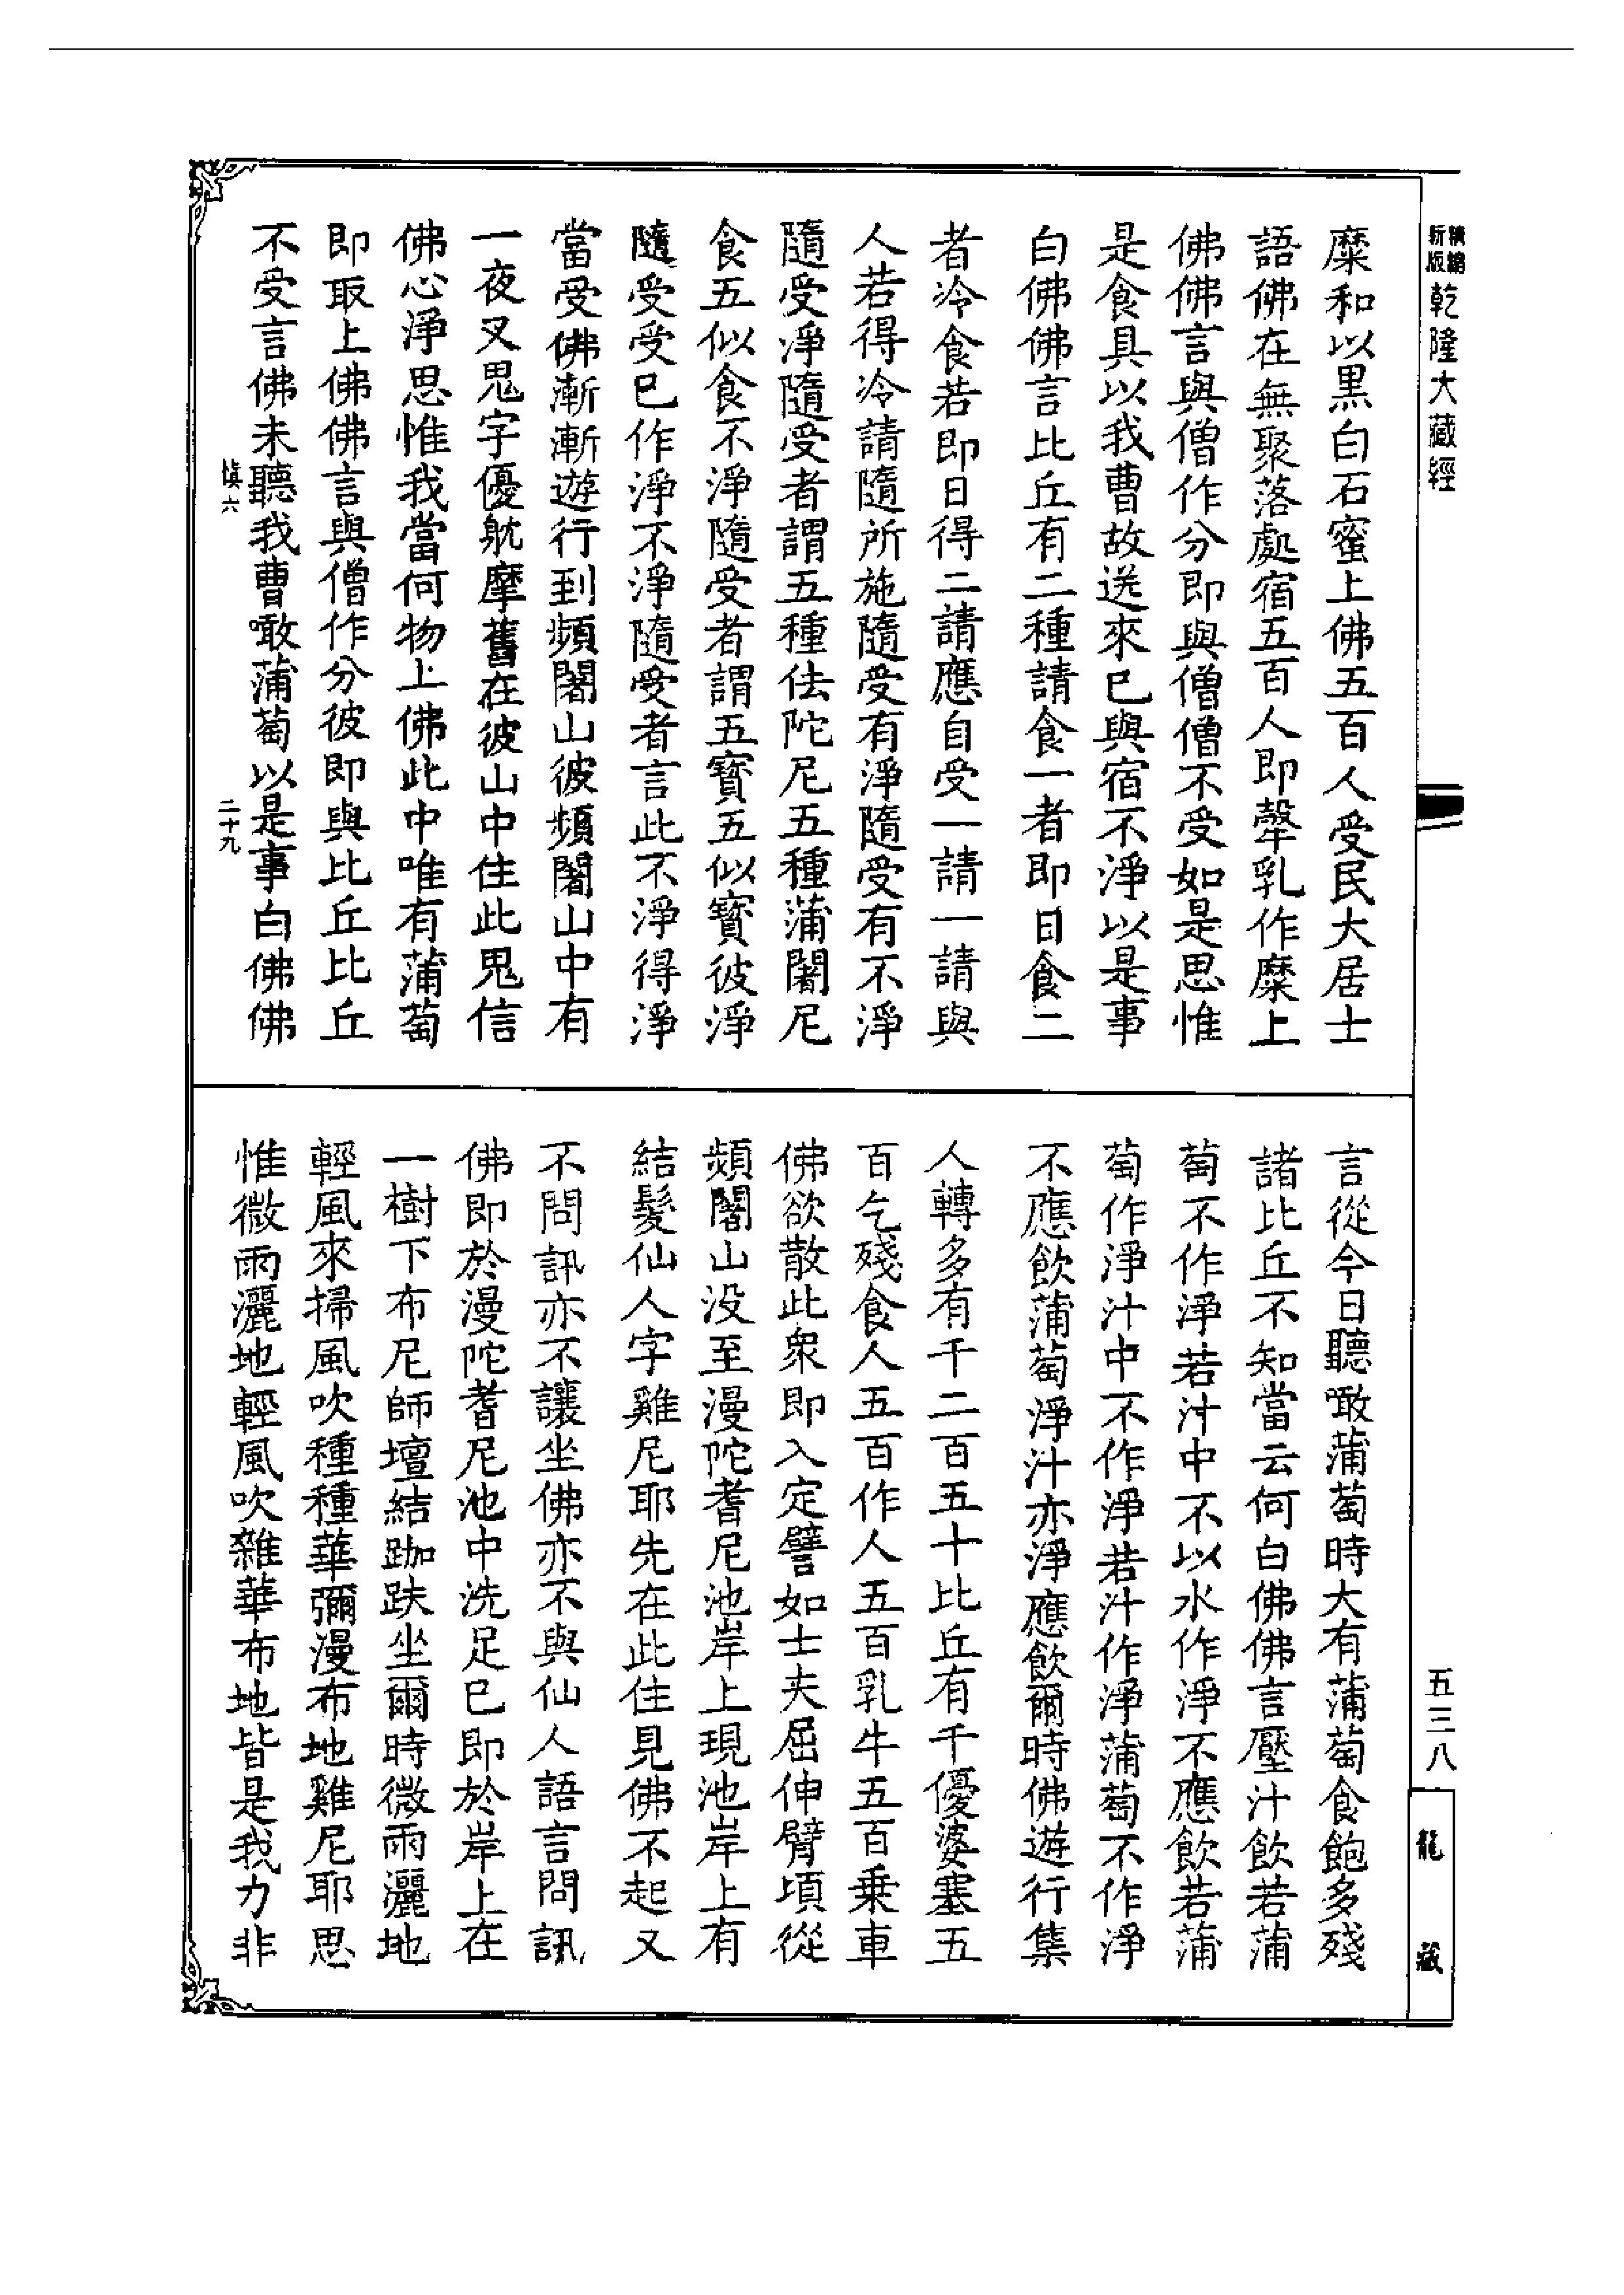 精編
新版
乾隆大藏經
糜和以黑白石蜜上佛五百人受民大居士
語佛在無聚落處宿五百人即犛乳作糜上
佛佛言與僧作分即與僧僧不受如是思惟
是食具以我曹故送來已與宿不淨以是事
白佛佛言比丘有二種請食一者即日食二
者冷食若即日得二請應自受一請一請與
人若得冷請隨所施隨受有淨隨受有不淨
隨受淨隨受者謂五種佉陀尼五種蒲闍尼
食五似食不淨隨受者謂五寶五似寶彼淨
隨受受已作淨不淨隨受者言此不淨得淨
當受佛漸漸遊行到頻闍山彼頻闍山中有
一夜叉鬼字優躭摩舊在彼山中住此鬼信
佛心淨思惟我當何物上佛此中唯有蒲萄
即取上佛佛言與僧作分彼即與比丘比丘
不受言佛未聽我曹噉蒲萄以是事白佛佛
塡六
二十九
言從今日聽噉蒲萄時大有蒲萄食飽多殘
諸比丘不知當云何白佛佛言壓汁飲若蒲
萄不作淨若汁中不以水作淨不應飲若蒲
萄作淨汁中不作淨若汁作淨蒲萄不作淨
不應飲蒲萄淨汁亦淨應飲爾時佛遊行集
人轉多有千二百五十比丘有千優婆塞五
百乞殘食人五百作人五百乳牛五百乗車
佛欲散此衆即入定譬如士夫屈伸臂頃從
頻闍山没至漫陀耆尼池岸上現池岸上有
結髮仙人字雞尼耶先在此住見佛不起又
不問訊亦不讓坐佛亦不與仙人語言問訊
佛即於漫陀耆尼池中洗足已即於岸上在
一樹下布尼師壇結跏趺坐爾時微雨灑地
輕風來掃風吹種種華彌漫布地雞尼耶思
惟微雨灑地輕風吹雜華布地皆是我力非
五三八
龍藏